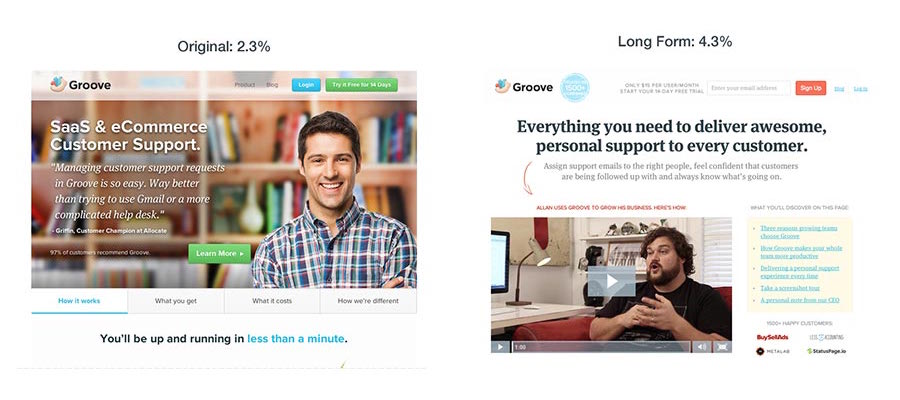 Original: 2.3%
Groove
Product
Blog
Login
Try it Free for 14 Days
SaaS & eCommerce
Customer Support.
"Managing customer support requests
in Groove is so easy. Way better
than trying to use Gmail or a more
complicated help desk."
- Griffin, Customer Champion at Allocate
97% of customers recommend Groove.
Learn More
How it works
What you get
What it costs
How we're different
You'll be up and running in less than a minute.
Long Form: 4.3%
Groove
1500+
ONLY $15 PER USER/MONTH
START YOUR 14 DAY FREE TRIAL
Enter your email address
Sign Up
Blog
Log In
Everything you need to deliver awesome,
personal support to every customer.
Assign support emails to the right people, feel confident that customers
are being followed up with and always know what's going on.
ALLAN USES GROOVE TO GROW HIS BUSINESS. HERE'S HOW:
1:00
WHAT YOU'LL DISCOVER ON THIS PAGE:
Three reasons growing teams
choose Groove
How Groove makes your whole
team more productive
Delivering a personal support
experience every time
Take a screenshot tour
A personal note from our CEO
1500+ HAPPY CUSTOMERS:
BuySellAds
METALAB
StatusPage.io